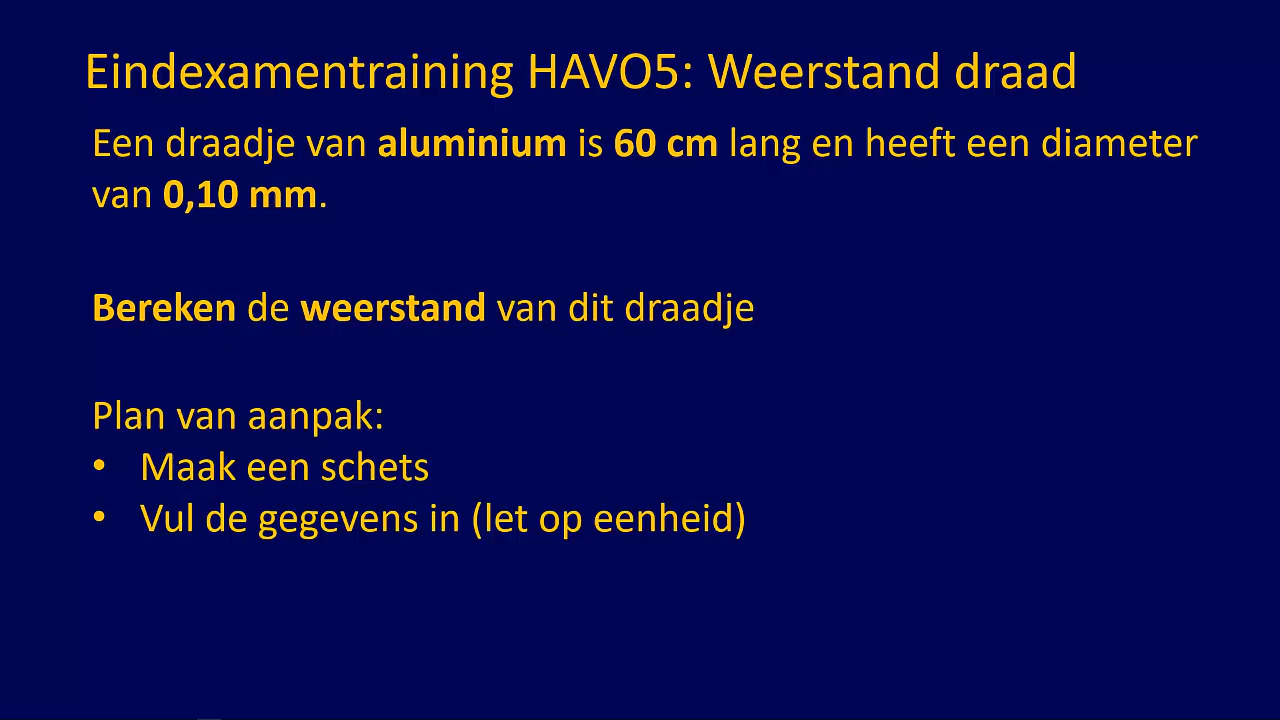 Eindexamentraining HAVO5: Weerstand draad
Een draadje van aluminium is 60 cm lang en heeft een diameter
van 0,10 mm.
Bereken de weerstand van dit draadje
Plan van aanpak:
• Maak een schets
• Vul de gegevens in (let op eenheid)